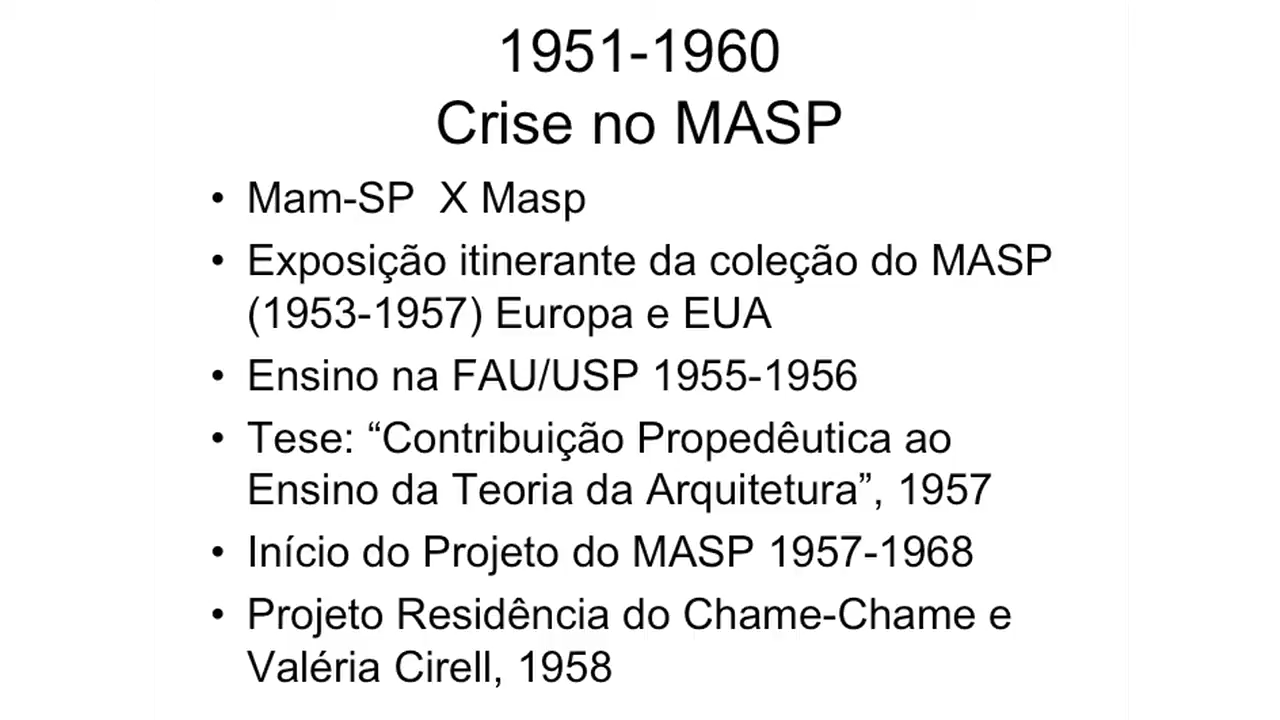 1951-1960
Crise no MASP
• Mam-SP  X Masp
• Exposição itinerante da coleção do MASP
(1953-1957) Europa e EUA
• Ensino na FAU/USP 1955-1956
• Tese: “Contribuição Propedêutica ao
Ensino da Teoria da Arquitetura”, 1957
• Início do Projeto do MASP 1957-1968
• Projeto Residência do Chame-Chame e
Valéria Cirell, 1958